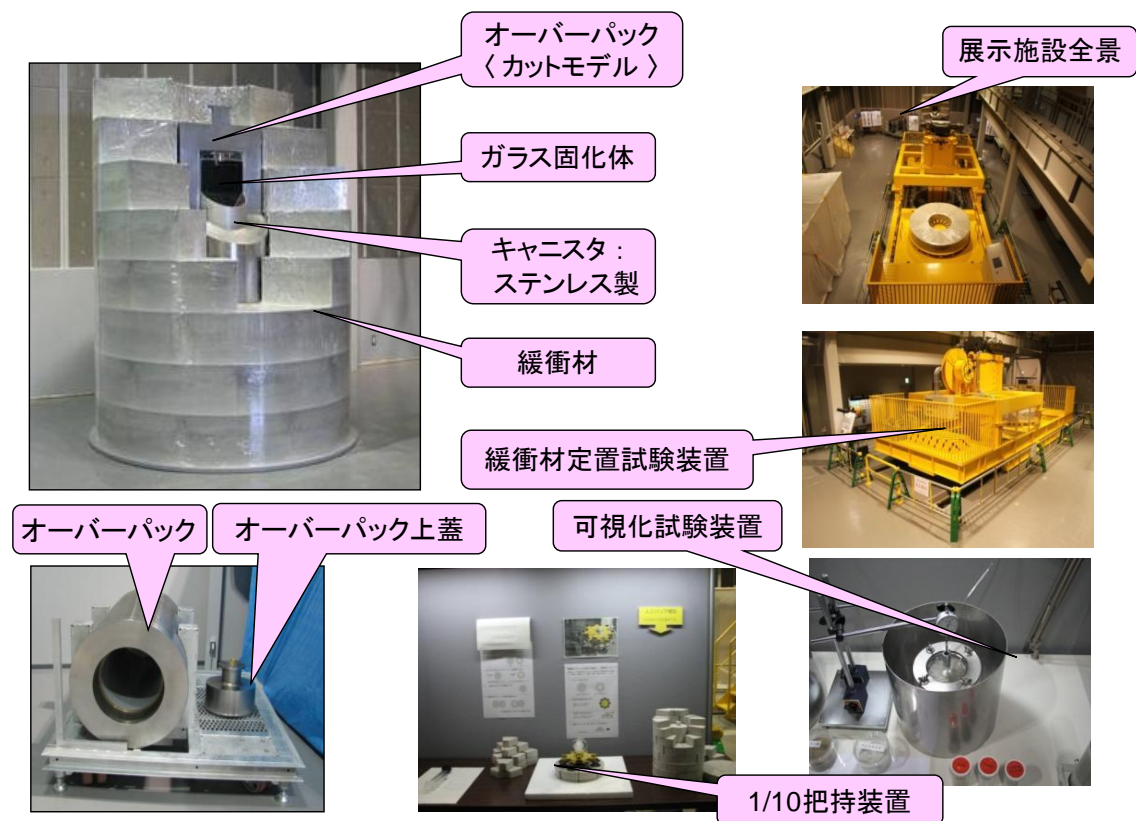 オーバーパック
〈 カットモデル 〉
展示施設全景
ガラス固化体
キャニスタ：
ステンレス製
緩衝材
緩衝材定置試験装置
オーバーパック
オーバーパック上蓋
可視化試験装置
1/10把持装置